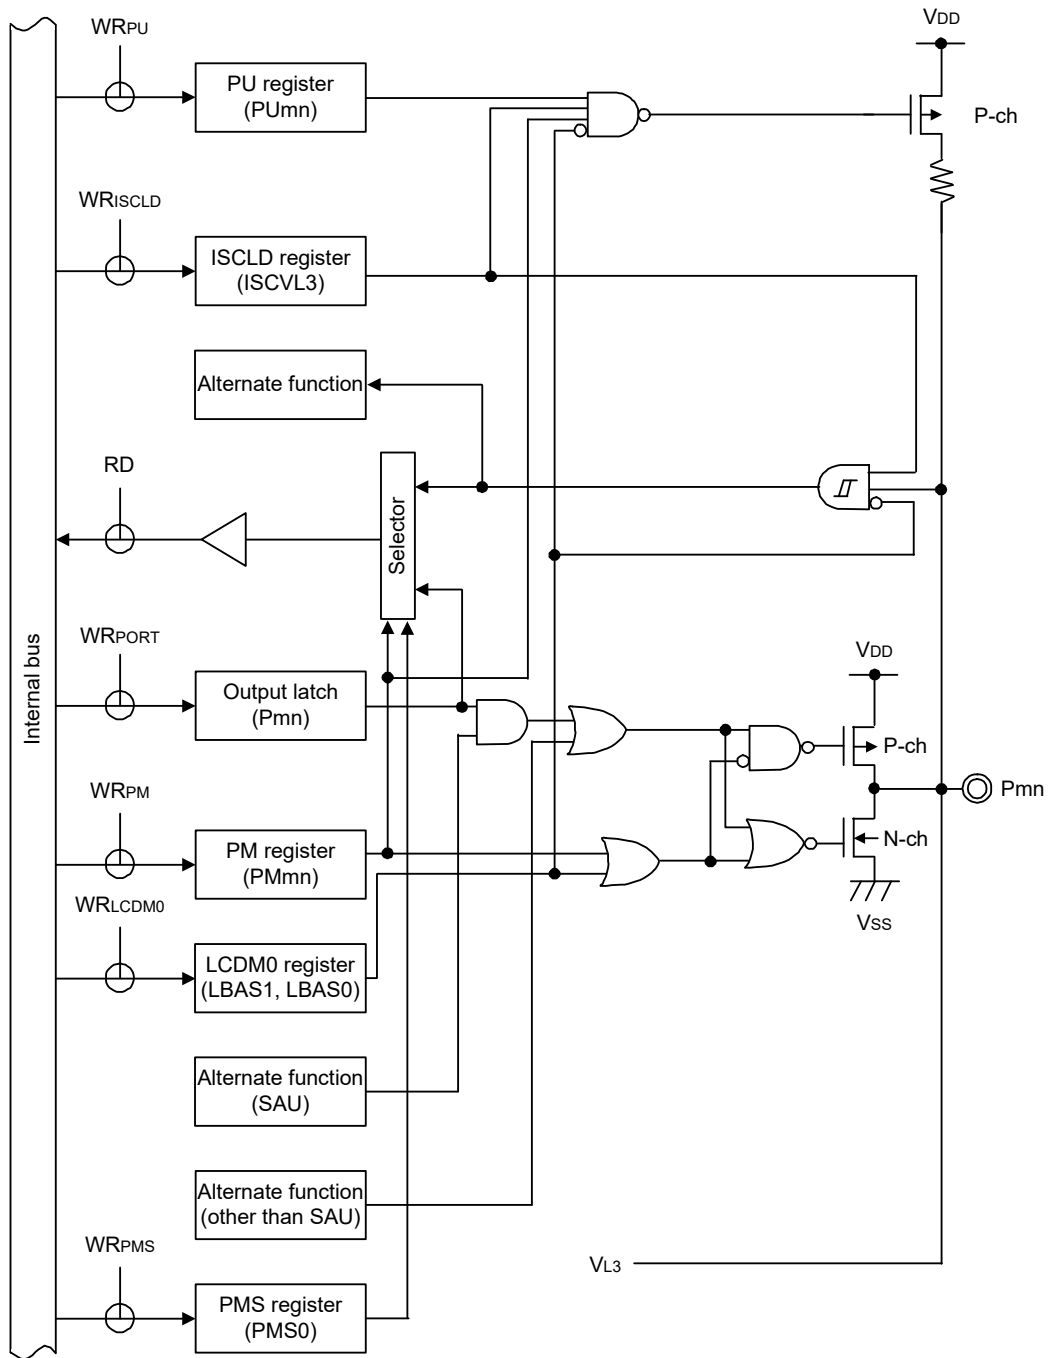 WRPU
VDD
PU register
(PUmn)
P-ch
WRISCLD
ISCLD register
(ISCVL3)
Alternate function
RD
Selector
Internal bus
WRPORT
Output latch
(Pmn)
VDD
P-ch
Pmn
WRPM
PM register
(PMmn)
N-ch
WRLCDM0
VSS
LCDM0 register
(LBAS1, LBAS0)
Alternate function
(SAU)
Alternate function
(other than SAU)
WRPMS
VL3
PMS register
(PMS0)